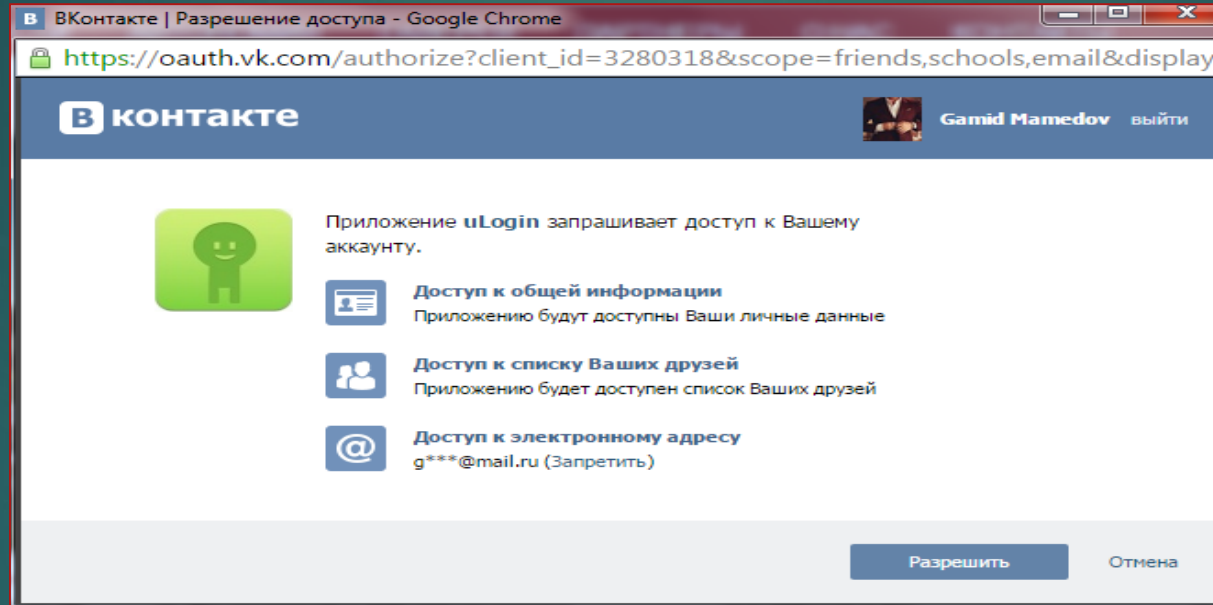 В ВКонтакте | Разрешение доступа - Google Chrome
https://oauth.vk.com/authorize?client_id=3280318&scope=friends,schools,email&display
В контакте Gamid Mamedov выйти
Приложение uLogin запрашивает доступ к Вашему
аккаунту.
Доступ к общей информации
Приложению будут доступны Ваши личные данные
Доступ к списку Ваших друзей
Приложению будет доступен список Ваших друзей
@ Доступ к электронному адресу
g***@mail.ru (Запретить)
Разрешить Отмена